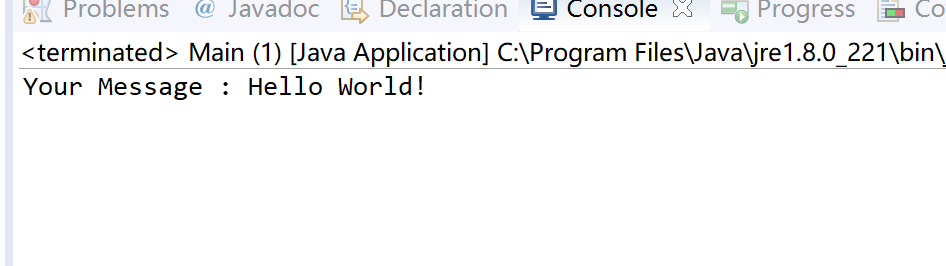 Problems @ Javadoc Declaration Console Progress Co
<terminated> Main (1) [Java Application] C:\Program Files\Java\jre1.8.0_221\bin\
Your Message : Hello World!